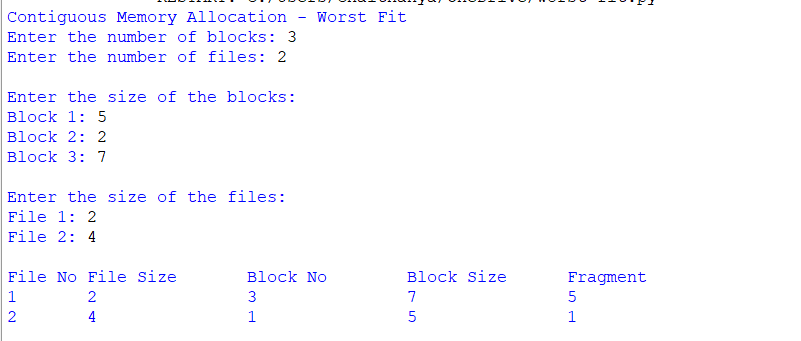 Contiguous Memory Allocation - Worst Fit
Enter the number of blocks: 3
Enter the number of files: 2
Enter the size of the blocks:
Block 1: 5
Block 2: 2
Block 3: 7
Enter the size of the files:
File 1: 2
File 2: 4
File No File Size Block No Block Size Fragment
1 2 3 7 5
2 4 1 5 1